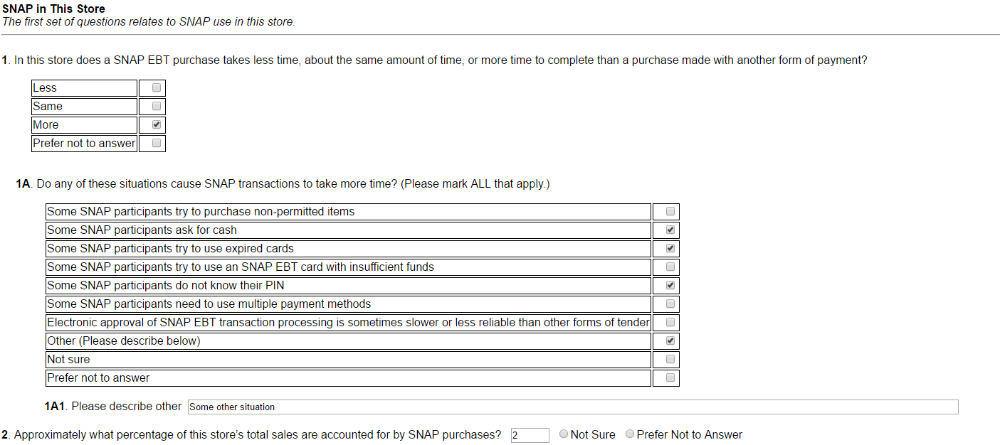 SNAP in This Store
The first set of questions relates to SNAP use in this store.
1. In this store does a SNAP EBT purchase takes less time, about the same amount of time, or more time to complete than a purchase made with another form of payment?
Less
Same
More
Prefer not to answer
1A. Do any of these situations cause SNAP transactions to take more time? (Please mark ALL that apply.)
Some SNAP participants try to purchase non-permitted items
Some SNAP participants ask for cash
Some SNAP participants try to use expired cards
Some SNAP participants try to use an SNAP EBT card with insufficient funds
Some SNAP participants do not know their PIN
Some SNAP participants need to use multiple payment methods
Electronic approval of SNAP EBT transaction processing is sometimes slower or less reliable than other forms of tender
Other (Please describe below)
Not sure
Prefer not to answer
1A1. Please describe other Some other situation
2. Approximately what percentage of this store's total sales are accounted for by SNAP purchases? 2 Not Sure Prefer Not to Answer